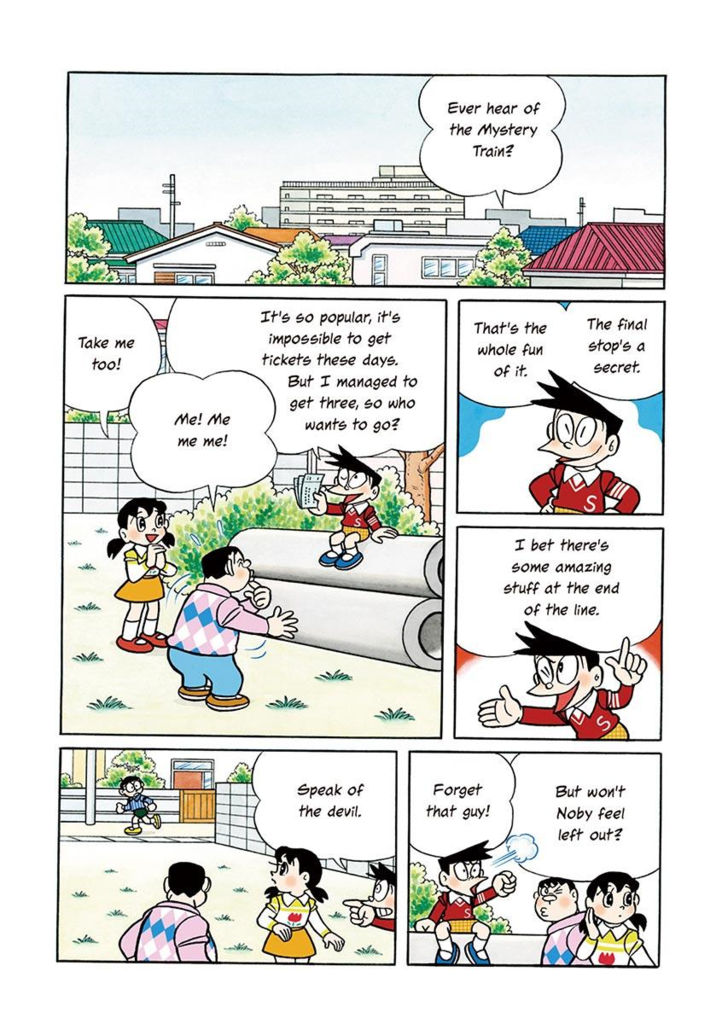 Ever hear of
the Mystery
Train?
The final
stop's a
secret.
That's the
whole fun
of it.
S
I bet there's
some amazing
stuff at the end
of the line.
S
It's so popular, it's
impossible to get
tickets these days.
But I managed to
get three, so who
wants to go?
Me! Me
me me!
Take me
too!
S
But won't
Noby feel
left out?
Forget
that guy!
S
Speak of
the devil.